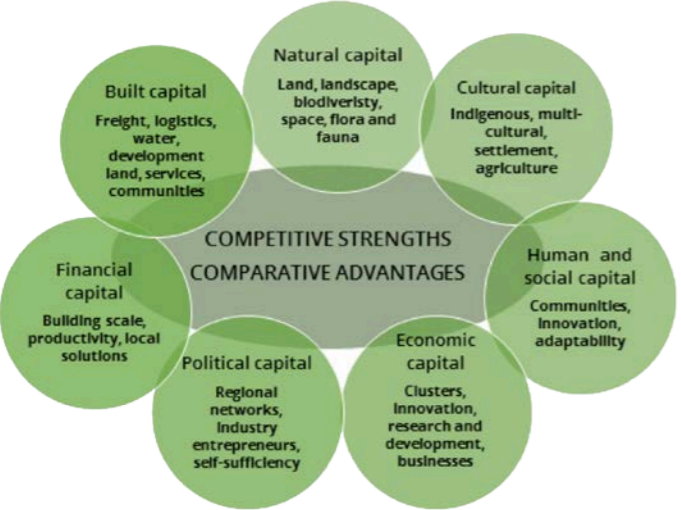 Natural capital
Land, landscape,
biodiveristy,
space, flora and
fauna
Cultural capital
Indigenous, multi-
cultural,
settlement,
agriculture
Human and
social capital
Communities,
innovation,
adaptability
Economic
capital
Clusters,
innovation,
research and
development,
businesses
Political capital
Regional
networks,
industry
entrepreneurs,
self-sufficiency
Financial
capital
Building scale,
productivity, local
solutions
Built capital
Freight, logistics,
water,
development
land, services,
communities
COMPETITIVE STRENGTHS
COMPARATIVE ADVANTAGES